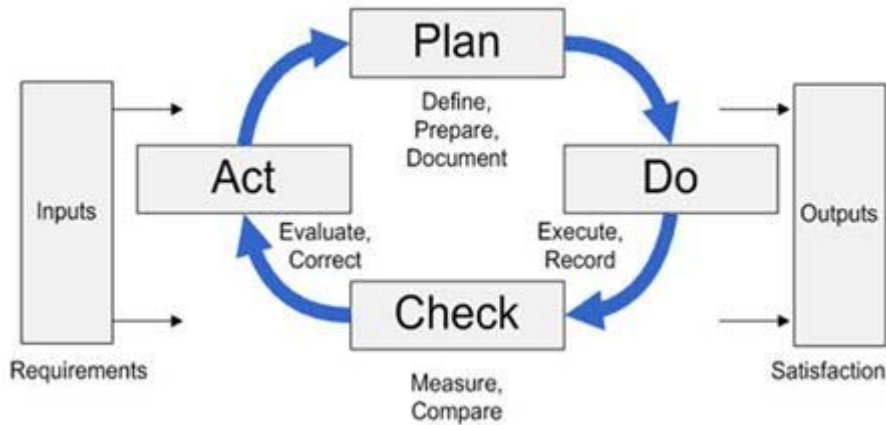 Plan
Define,
Prepare,
Document
Act
Do
Inputs
Outputs
Evaluate,
Correct
Execute,
Record
Check
Requirements
Satisfaction
Measure,
Compare